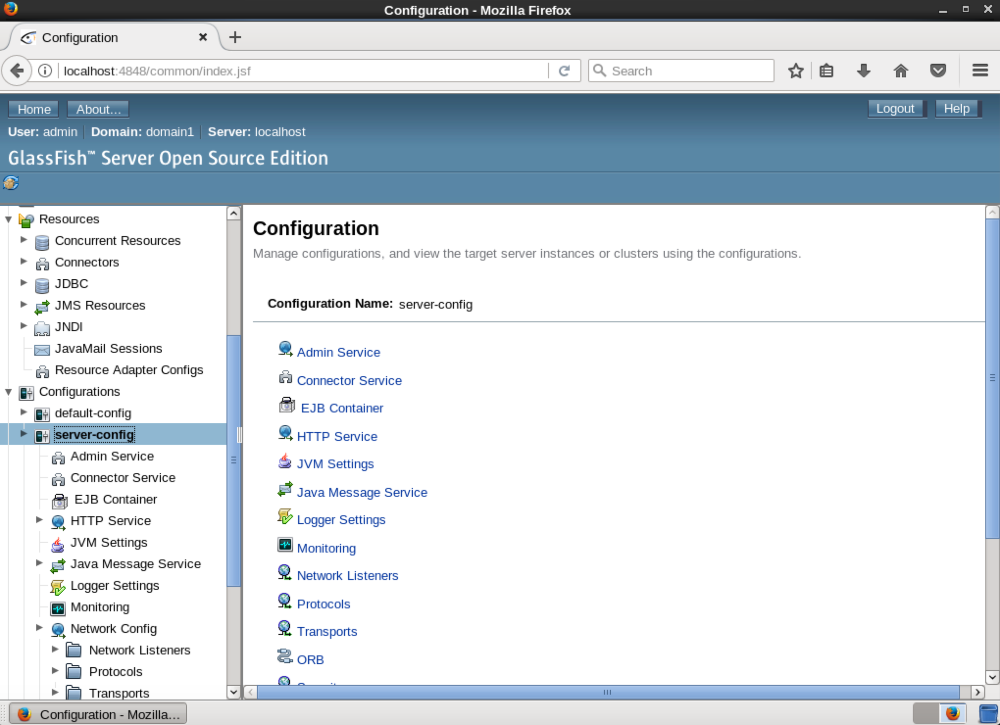 Configuration - Mozilla Firefox
Configuration
localhost:4848/common/index.jsf
Search
Home About...
Logout Help
User: admin Domain: domain1 Server: localhost
GlassFish™ Server Open Source Edition
Resources
Concurrent Resources
Connectors
JDBC
JMS Resources
JNDI
JavaMail Sessions
Resource Adapter Configs
Configurations
default-config
server-config
Admin Service
Connector Service
EJB Container
HTTP Service
JVM Settings
Java Message Service
Logger Settings
Monitoring
Network Config
Network Listeners
Protocols
Transports
Configuration
Manage configurations, and view the target server instances or clusters using the configurations.
Configuration Name: server-config
Admin Service
Connector Service
EJB Container
HTTP Service
JVM Settings
Java Message Service
Logger Settings
Monitoring
Network Listeners
Protocols
Transports
ORB
Configuration - Mozilla...